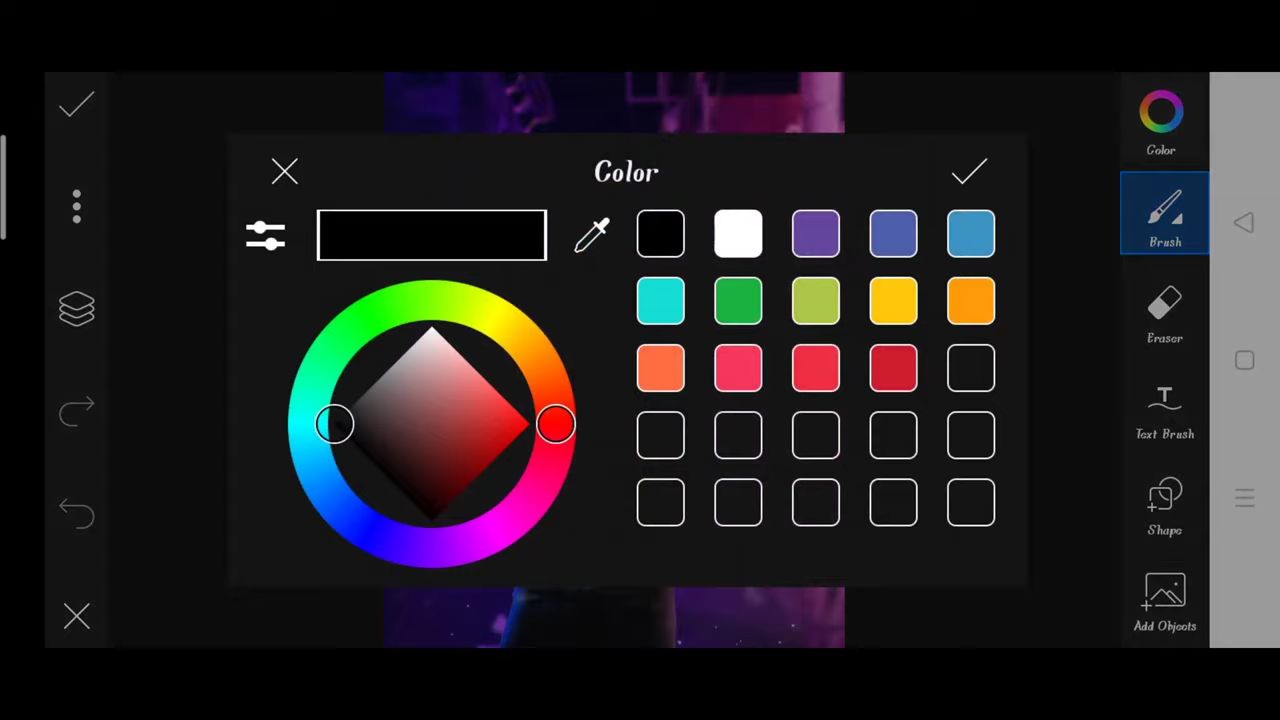 Color
Color
Brush
Eraser
T
Text Brush
Shape
Add Objects